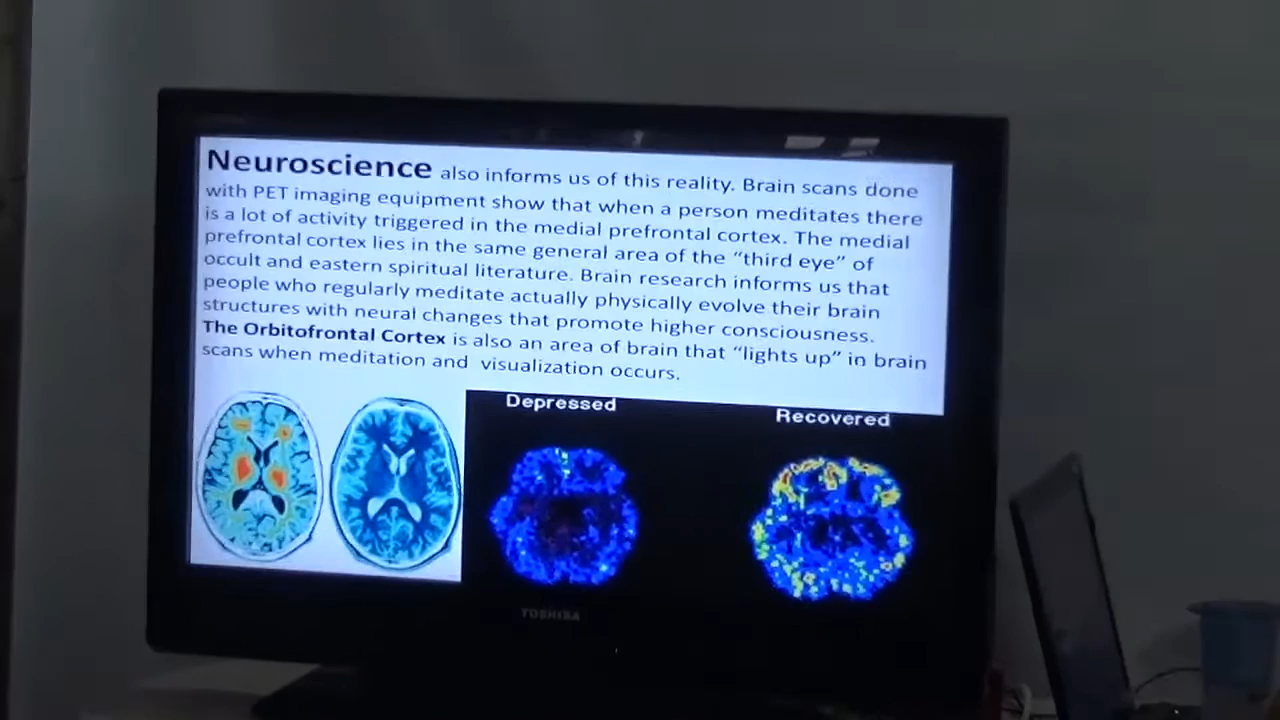 Neuroscience also informs us of this reality. Brain scans done
with PET imaging equipment show that when a person meditates there
is a lot of activity triggered in the medial prefrontal cortex. The medial
prefrontal cortex lies in the same general area of the “third eye” of
occult and eastern spiritual literature. Brain research informs us that
people who regularly meditate actually physically evolve their brain
structures with neural changes that promote higher consciousness.
The Orbitofrontal Cortex is also an area of brain that “lights up” in brain
scans when meditation and visualization occurs.
Depressed
Recovered
TOSHIBA